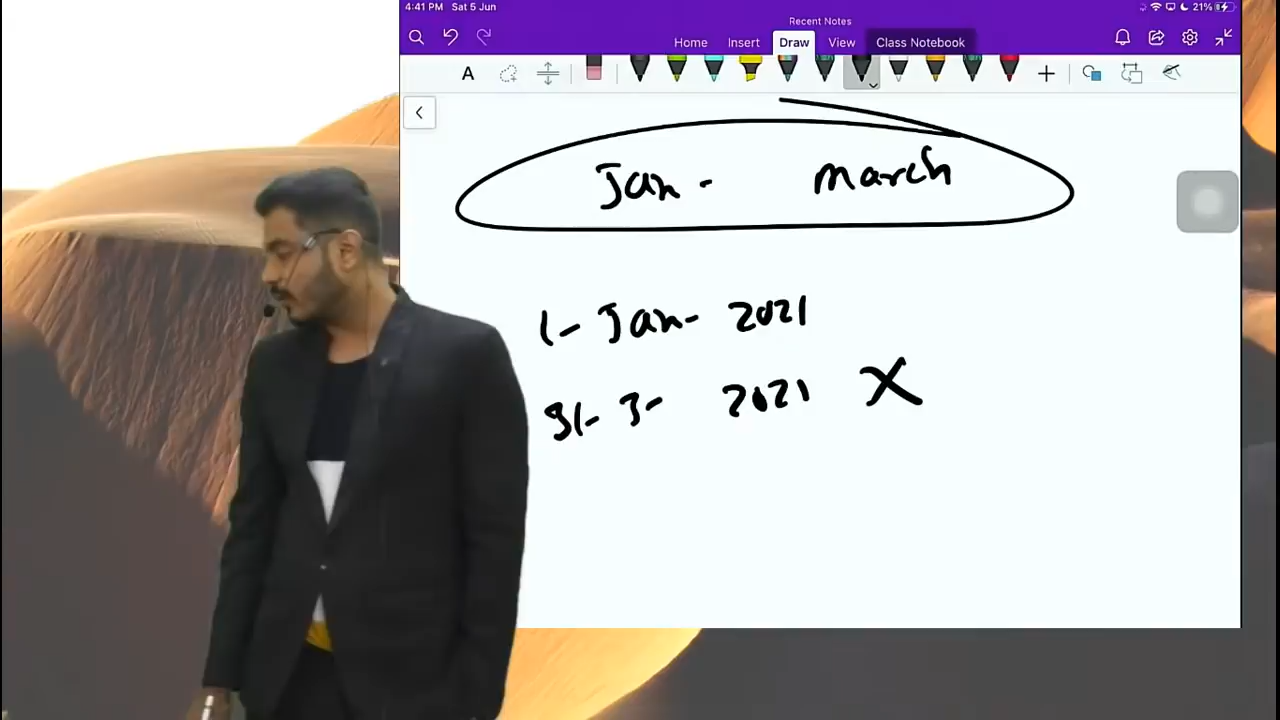 4:41 PM Sat 5 Jun 21%
Recent Notes
Home Insert Draw View Class Notebook
A
Jan - March
1- Jan- 2021
31- 3- 2021 X